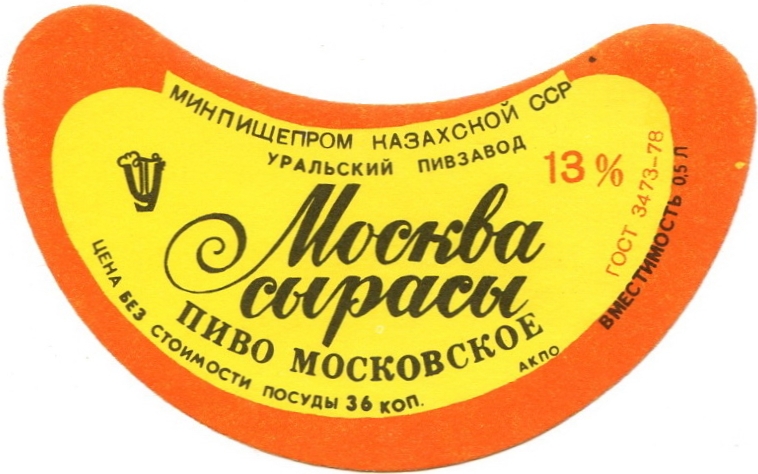 МИНПИЩЕПРОМ КАЗАХСКОЙ ССР
УРАЛЬСКИЙ ПИВЗАВОД
13%
ГОСТ 3473-78
ВМЕСТИМОСТЬ 0,5 Л
Москва
сырасы
ПИВО МОСКОВСКОЕ
АКПО
ЦЕНА БЕЗ СТОИМОСТИ ПОСУДЫ 36 КОП.